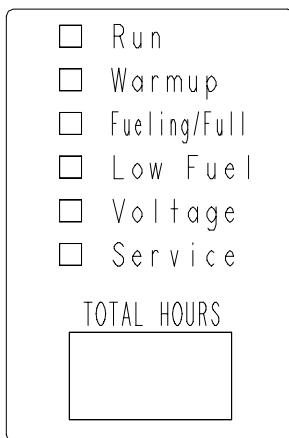 Run
Warmup
Fueling/Full
Low Fuel
Voltage
Service
TOTAL HOURS